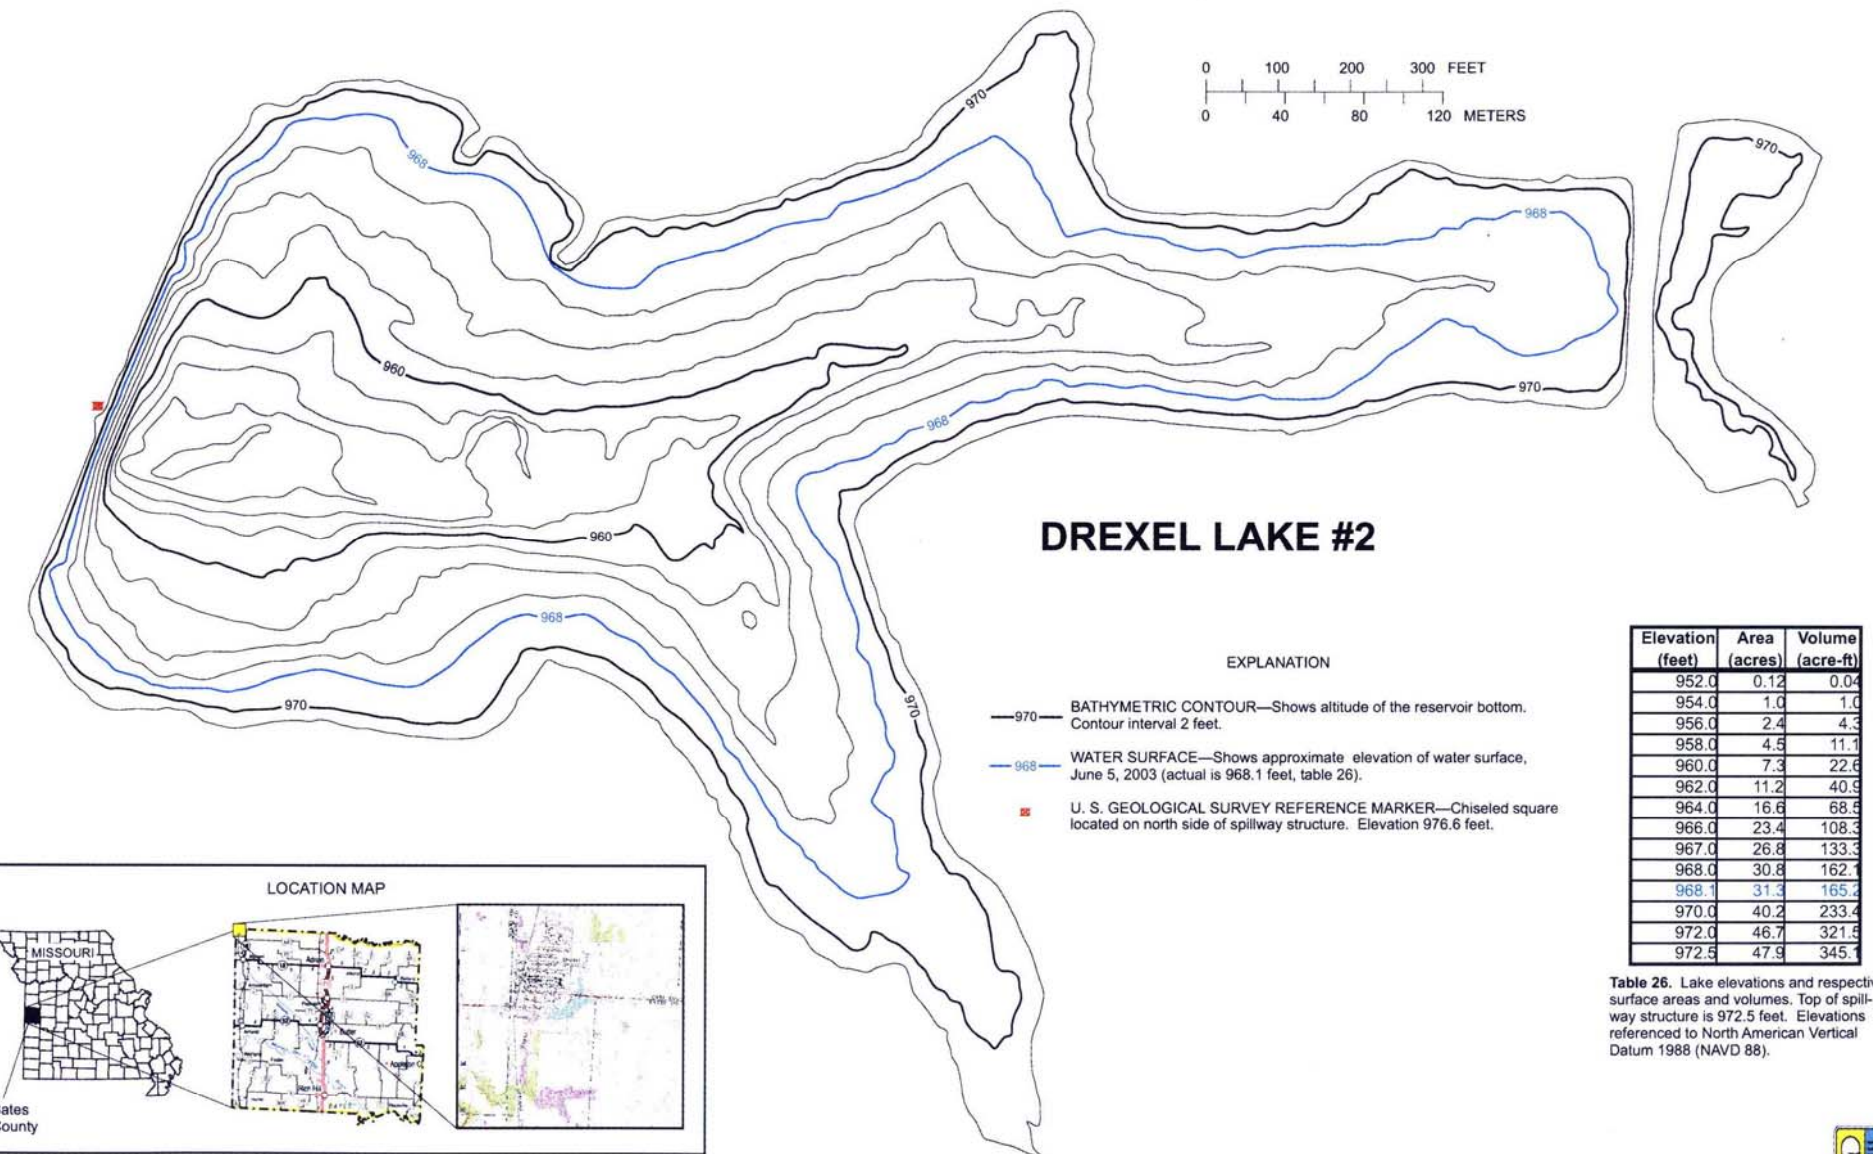 0 100 200 300 FEET
0 40 80 120 METERS
970
970
968
968
960
970
968
960
968
970
970
DREXEL LAKE #2
EXPLANATION
970 BATHYMETRIC CONTOUR—Shows altitude of the reservoir bottom.
Contour interval 2 feet.
968 WATER SURFACE—Shows approximate elevation of water surface,
June 5, 2003 (actual is 968.1 feet, table 26).
U. S. GEOLOGICAL SURVEY REFERENCE MARKER—Chiseled square
located on north side of spillway structure. Elevation 976.6 feet.
Elevation Area Volume
(feet) (acres) (acre-ft)
952.0 0.12 0.04
954.0 1.0 1.0
956.0 2.4 4.3
958.0 4.5 11.1
960.0 7.3 22.6
962.0 11.2 40.9
964.0 16.6 68.5
966.0 23.4 108.3
967.0 26.8 133.3
968.0 30.8 162.1
968.1 31.3 165.2
970.0 40.2 233.4
972.0 46.7 321.5
972.5 47.9 345.1
Table 26. Lake elevations and respectiv
surface areas and volumes. Top of spill-
way structure is 972.5 feet. Elevations
referenced to North American Vertical
Datum 1988 (NAVD 88).
LOCATION MAP
MISSOURI
ates
ounty
Adrian
Butler
Rich Hill